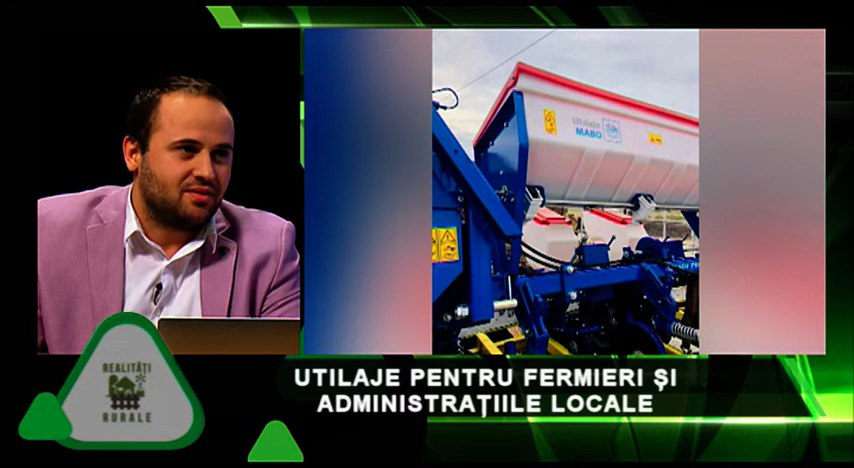 Utilaje
MABO
REALITĂȚI
RURALE
UTILAJE PENTRU FERMIERI ȘI
ADMINISTRAȚIILE LOCALE